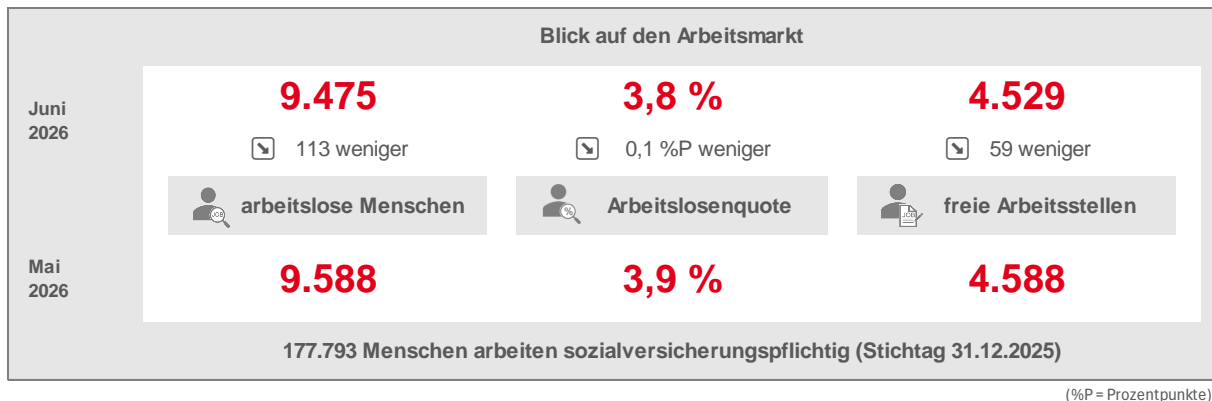 Blick auf den Arbeitsmarkt
Juni
2026
9.475
3,8 %
4.529
113 weniger
0,1 %P weniger
59 weniger
JOB
arbeitslose Menschen
%
Arbeitslosenquote
JOB
freie Arbeitsstellen
Mai
2026
9.588
3,9 %
4.588
177.793 Menschen arbeiten sozialversicherungspflichtig (Stichtag 31.12.2025)
(%P = Prozentpunkte)